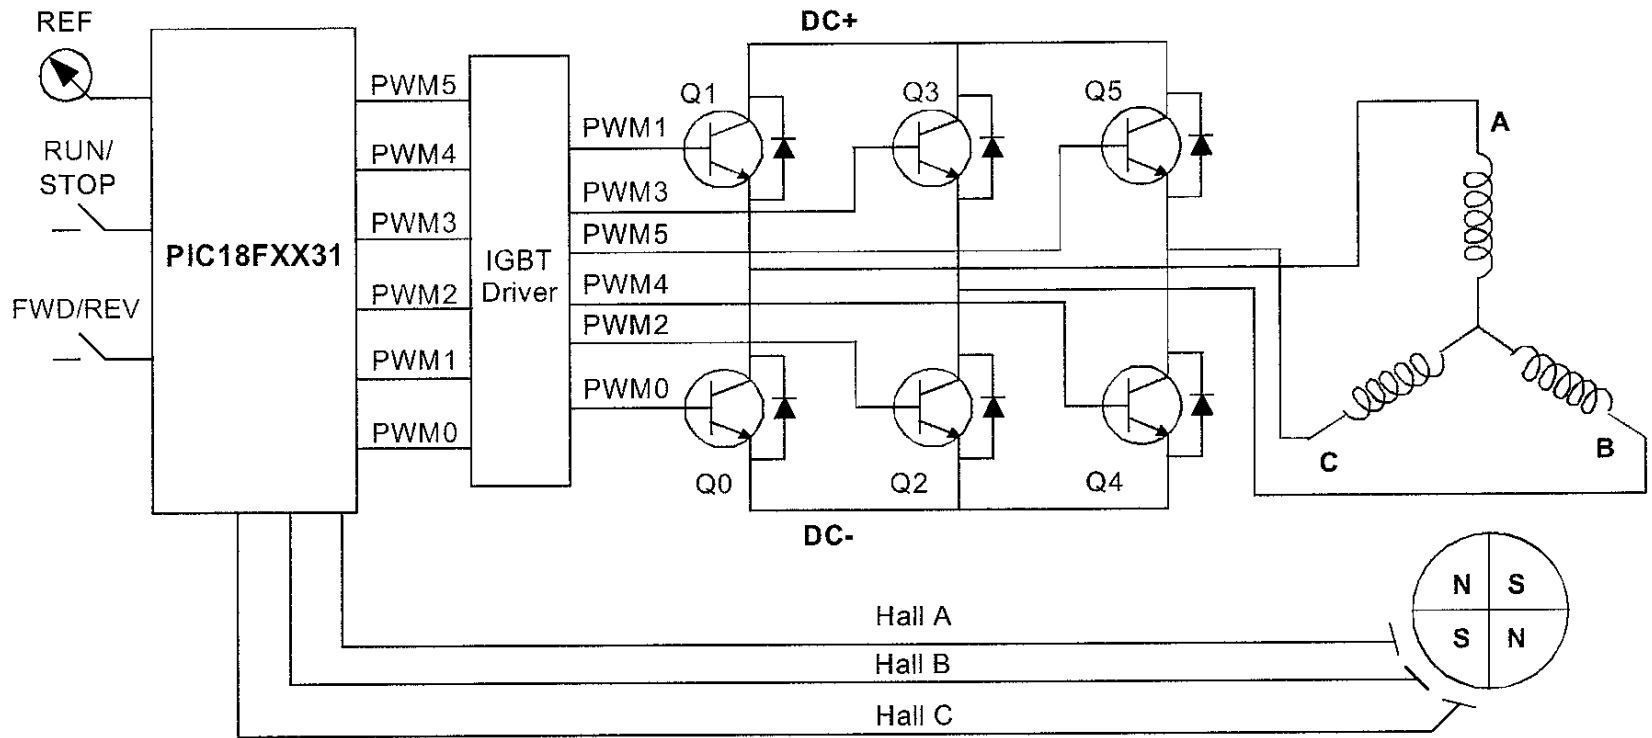 REF
RUN/
STOP
FWD/REV
PIC18FXX31
PWM5
PWM4
PWM3
PWM2
PWM1
PWM0
IGBT
Driver
PWM1
PWM3
PWM5
PWM4
PWM2
PWM0
DC+
Q1
Q3
Q5
Q0
Q2
Q4
DC-
A
C
B
Hall A
Hall B
Hall C
N S
S N